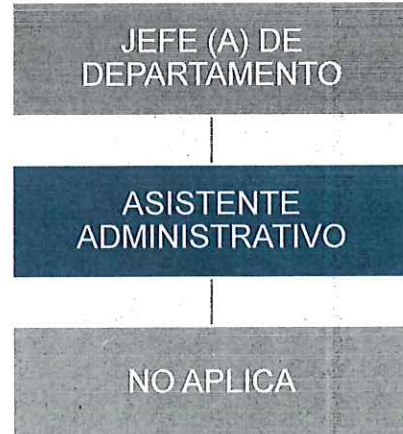 JEFE (A) DE
DEPARTAMENTO
ASISTENTE
ADMINISTRATIVO
NO APLICA